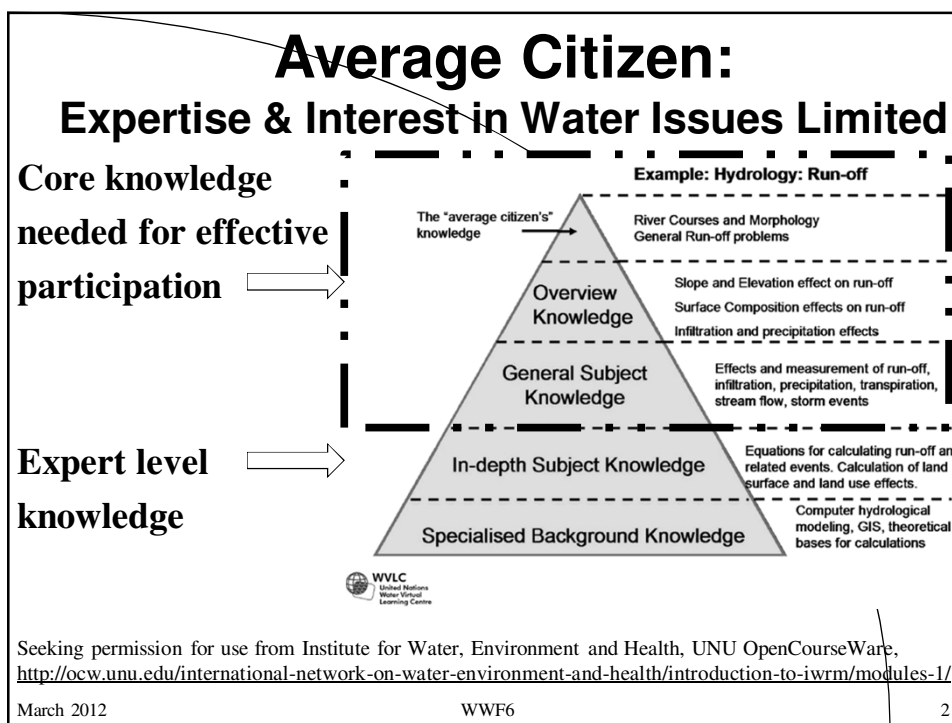 Average Citizen:
Expertise & Interest in Water Issues Limited
Core knowledge
needed for effective
participation
Example: Hydrology: Run-off
The "average citizen's"
knowledge
River Courses and Morphology
General Run-off problems
Overview
Knowledge
Slope and Elevation effect on run-off
Surface Composition effects on run-off
Infiltration and precipitation effects
General Subject
Knowledge
Effects and measurement of run-off,
infiltration, precipitation, transpiration,
stream flow, storm events
Expert level
knowledge
In-depth Subject Knowledge
Equations for calculating run-off an
related events. Calculation of land
surface and land use effects.
Specialised Background Knowledge
Computer hydrological
modeling, GIS, theoretical
bases for calculations
WVLC
United Nations
Water Virtual
Learning Centre
Seeking permission for use from Institute for Water, Environment and Health, UNU OpenCourseWare,
http://ocw.unu.edu/international-network-on-water-environment-and-health/introduction-to-iwrm/modules-1/
March 2012 WWF6 2